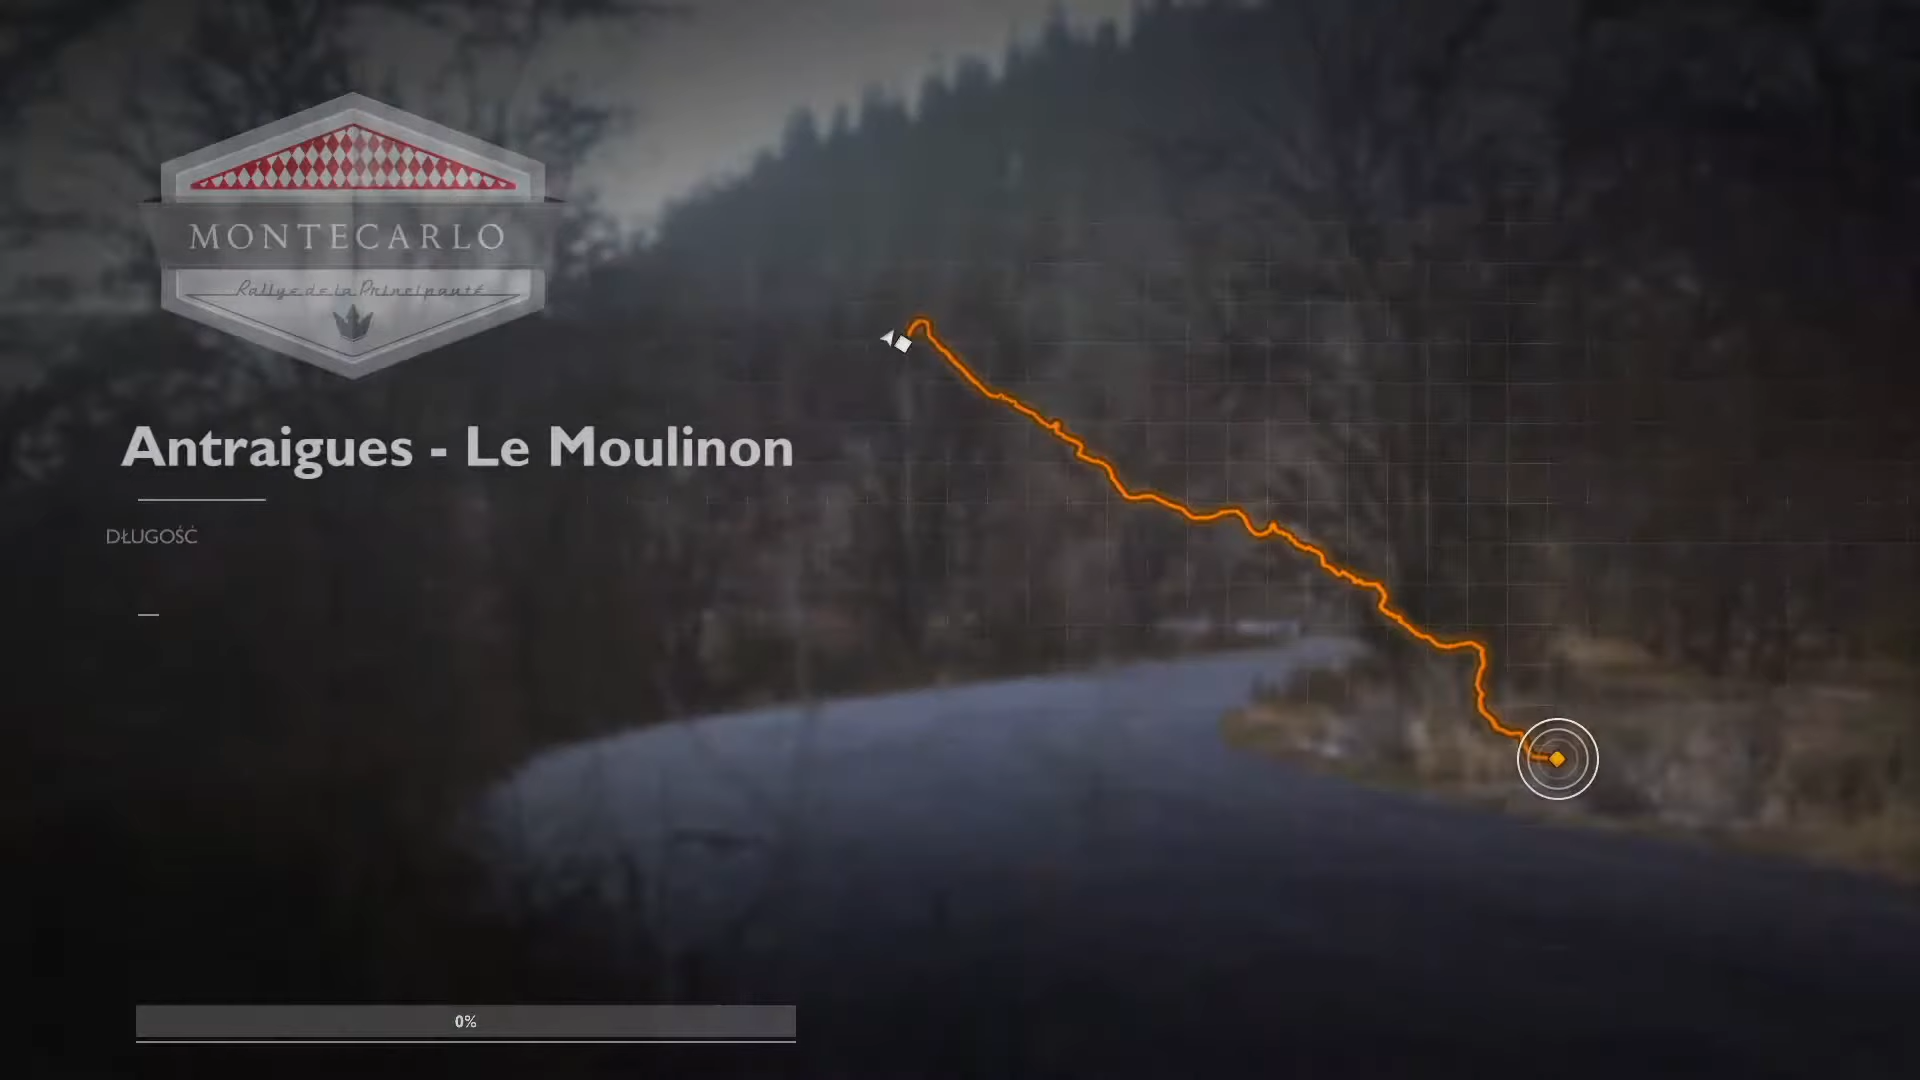 MONTECARLO
Rallye de la Principauté
Antraigues - Le Moulinon
DŁUGOŚĆ
0%